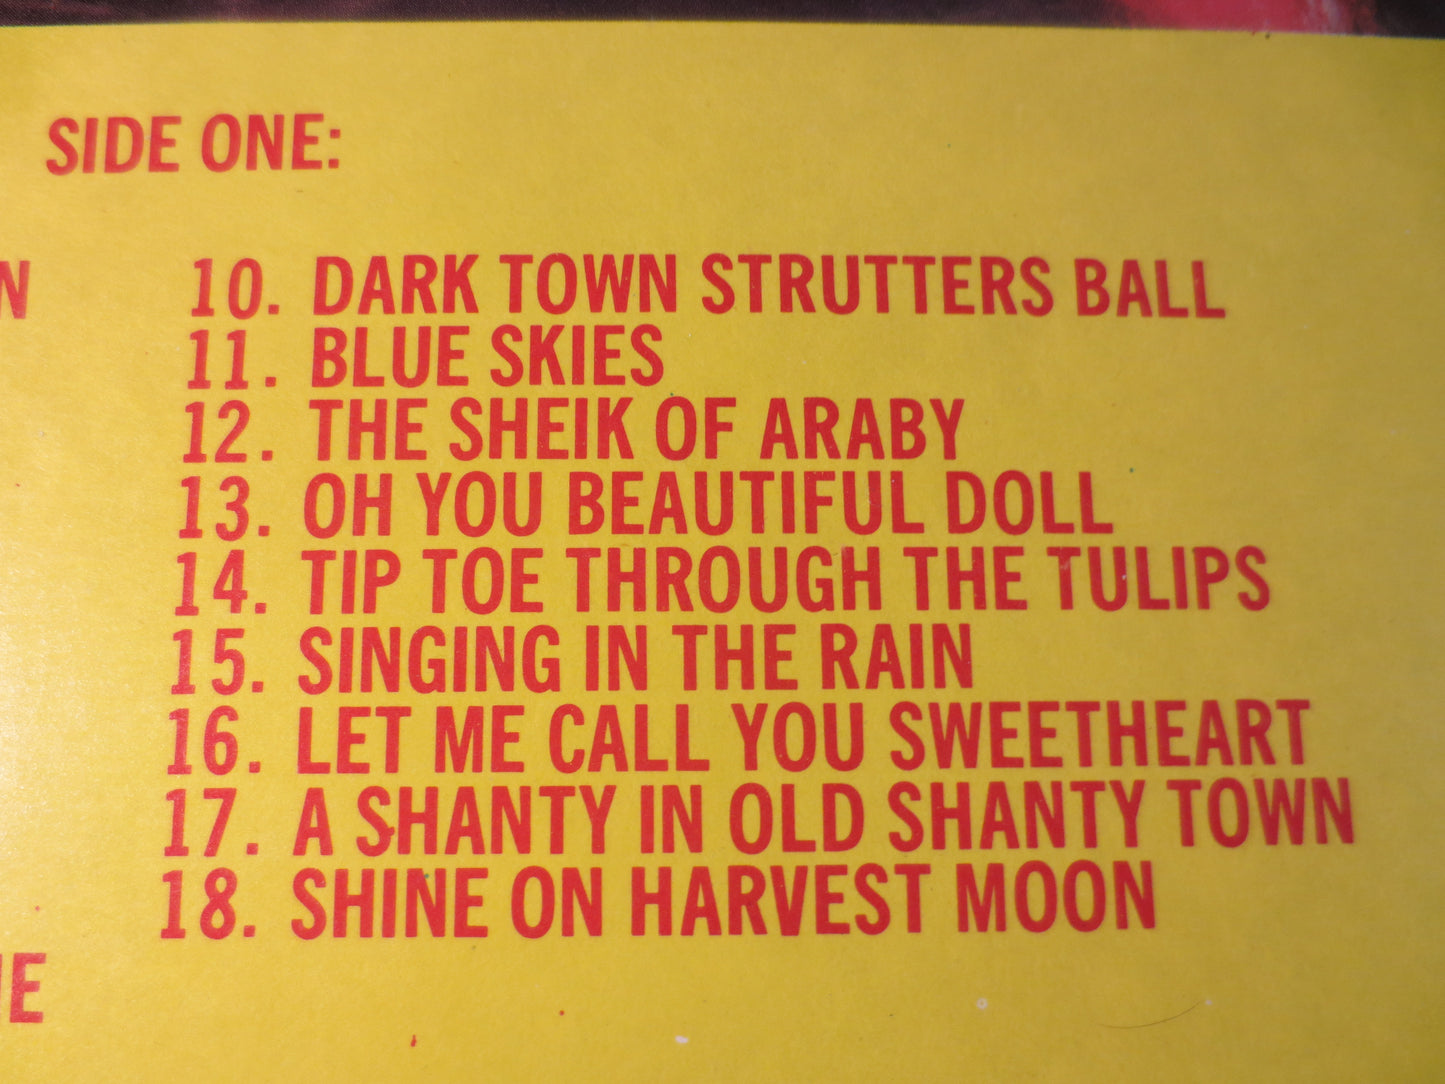 SIDE ONE:
10. DARK TOWN STRUTTERS BALL
11. BLUE SKIES
12. THE SHEIK OF ARABY
13. OH YOU BEAUTIFUL DOLL
14. TIP TOE THROUGH THE TULIPS
15. SINGING IN THE RAIN
16. LET ME CALL YOU SWEETHEART
17. A SHANTY IN OLD SHANTY TOWN
18. SHINE ON HARVEST MOON